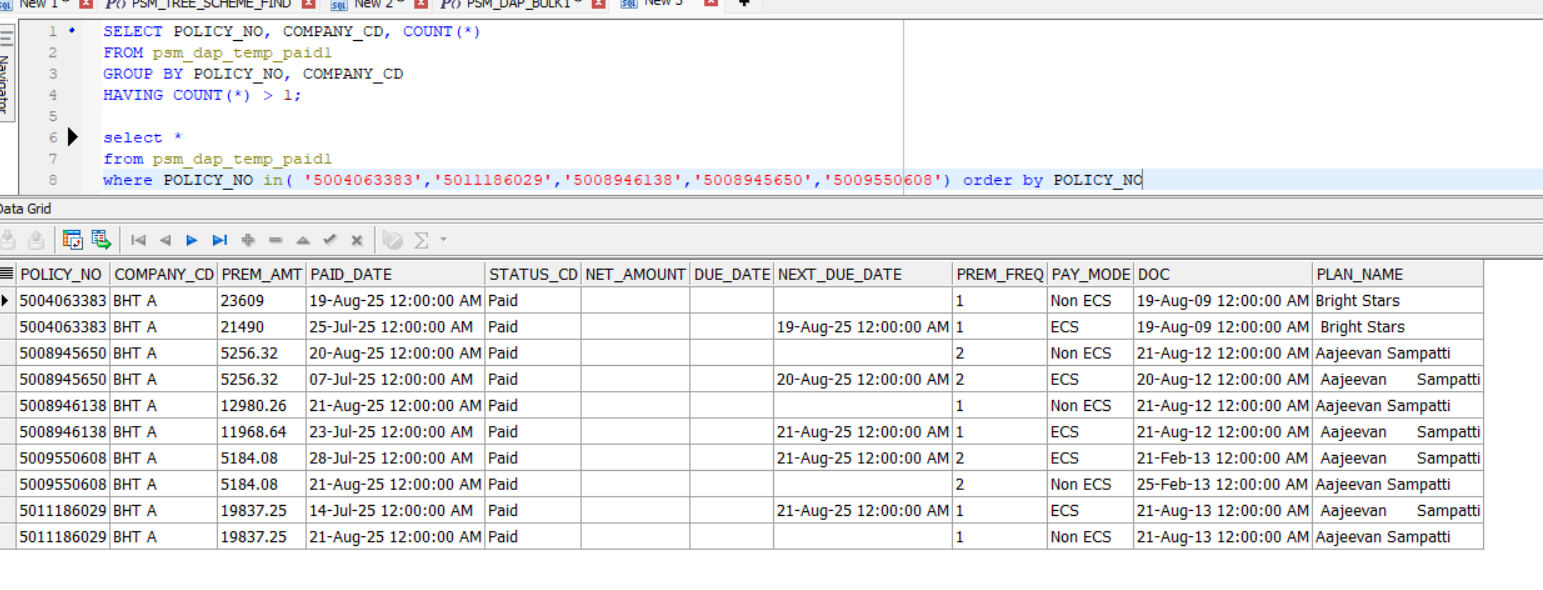 New 1 * PSM_TREE_SCHEME_FIND New 2 * PSM_DAP_BULK1 * New 3
Navigator
1 SELECT POLICY_NO, COMPANY_CD, COUNT(*)
2 FROM psm_dap_temp_paid1
3 GROUP BY POLICY_NO, COMPANY_CD
4 HAVING COUNT(*) > 1;
5
6 select *
7 from psm_dap_temp_paid1
8 where POLICY_NO in( '5004063383','5011186029','5008946138','5008945650','5009550608') order by POLICY_NO
Data Grid
POLICY_NO COMPANY_CD PREM_AMT PAID_DATE STATUS_CD NET_AMOUNT DUE_DATE NEXT_DUE_DATE PREM_FREQ PAY_MODE DOC PLAN_NAME
5004063383 BHT A 23609 19-Aug-25 12:00:00 AM Paid 1 Non ECS 19-Aug-09 12:00:00 AM Bright Stars
5004063383 BHT A 21490 25-Jul-25 12:00:00 AM Paid 19-Aug-25 12:00:00 AM 1 ECS 19-Aug-09 12:00:00 AM Bright Stars
5008945650 BHT A 5256.32 20-Aug-25 12:00:00 AM Paid 2 Non ECS 21-Aug-12 12:00:00 AM Aajeevan Sampatti
5008945650 BHT A 5256.32 07-Jul-25 12:00:00 AM Paid 20-Aug-25 12:00:00 AM 2 ECS 20-Aug-12 12:00:00 AM Aajeevan Sampatti
5008946138 BHT A 12980.26 21-Aug-25 12:00:00 AM Paid 1 Non ECS 21-Aug-12 12:00:00 AM Aajeevan Sampatti
5008946138 BHT A 11968.64 23-Jul-25 12:00:00 AM Paid 21-Aug-25 12:00:00 AM 1 ECS 21-Aug-12 12:00:00 AM Aajeevan Sampatti
5009550608 BHT A 5184.08 28-Jul-25 12:00:00 AM Paid 21-Aug-25 12:00:00 AM 2 ECS 21-Feb-13 12:00:00 AM Aajeevan Sampatti
5009550608 BHT A 5184.08 21-Aug-25 12:00:00 AM Paid 2 Non ECS 25-Feb-13 12:00:00 AM Aajeevan Sampatti
5011186029 BHT A 19837.25 14-Jul-25 12:00:00 AM Paid 21-Aug-25 12:00:00 AM 1 ECS 21-Aug-13 12:00:00 AM Aajeevan Sampatti
5011186029 BHT A 19837.25 21-Aug-25 12:00:00 AM Paid 1 Non ECS 21-Aug-13 12:00:00 AM Aajeevan Sampatti